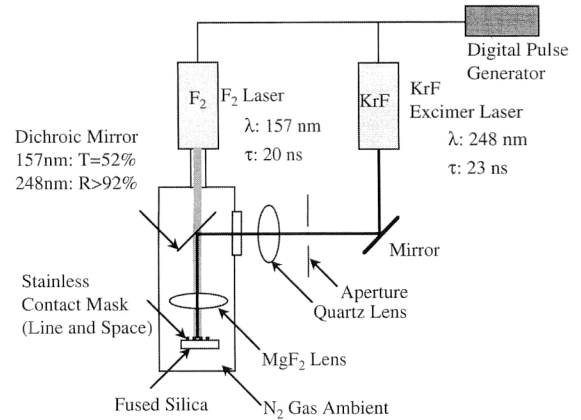 Digital Pulse
Generator
F₂
F₂ Laser
λ: 157 nm
τ: 20 ns
KrF
KrF
Excimer Laser
λ: 248 nm
τ: 23 ns
Dichroic Mirror
157nm: T=52%
248nm: R>92%
Mirror
Aperture
Quartz Lens
Stainless
Contact Mask
(Line and Space)
MgF₂ Lens
Fused Silica
N₂ Gas Ambient